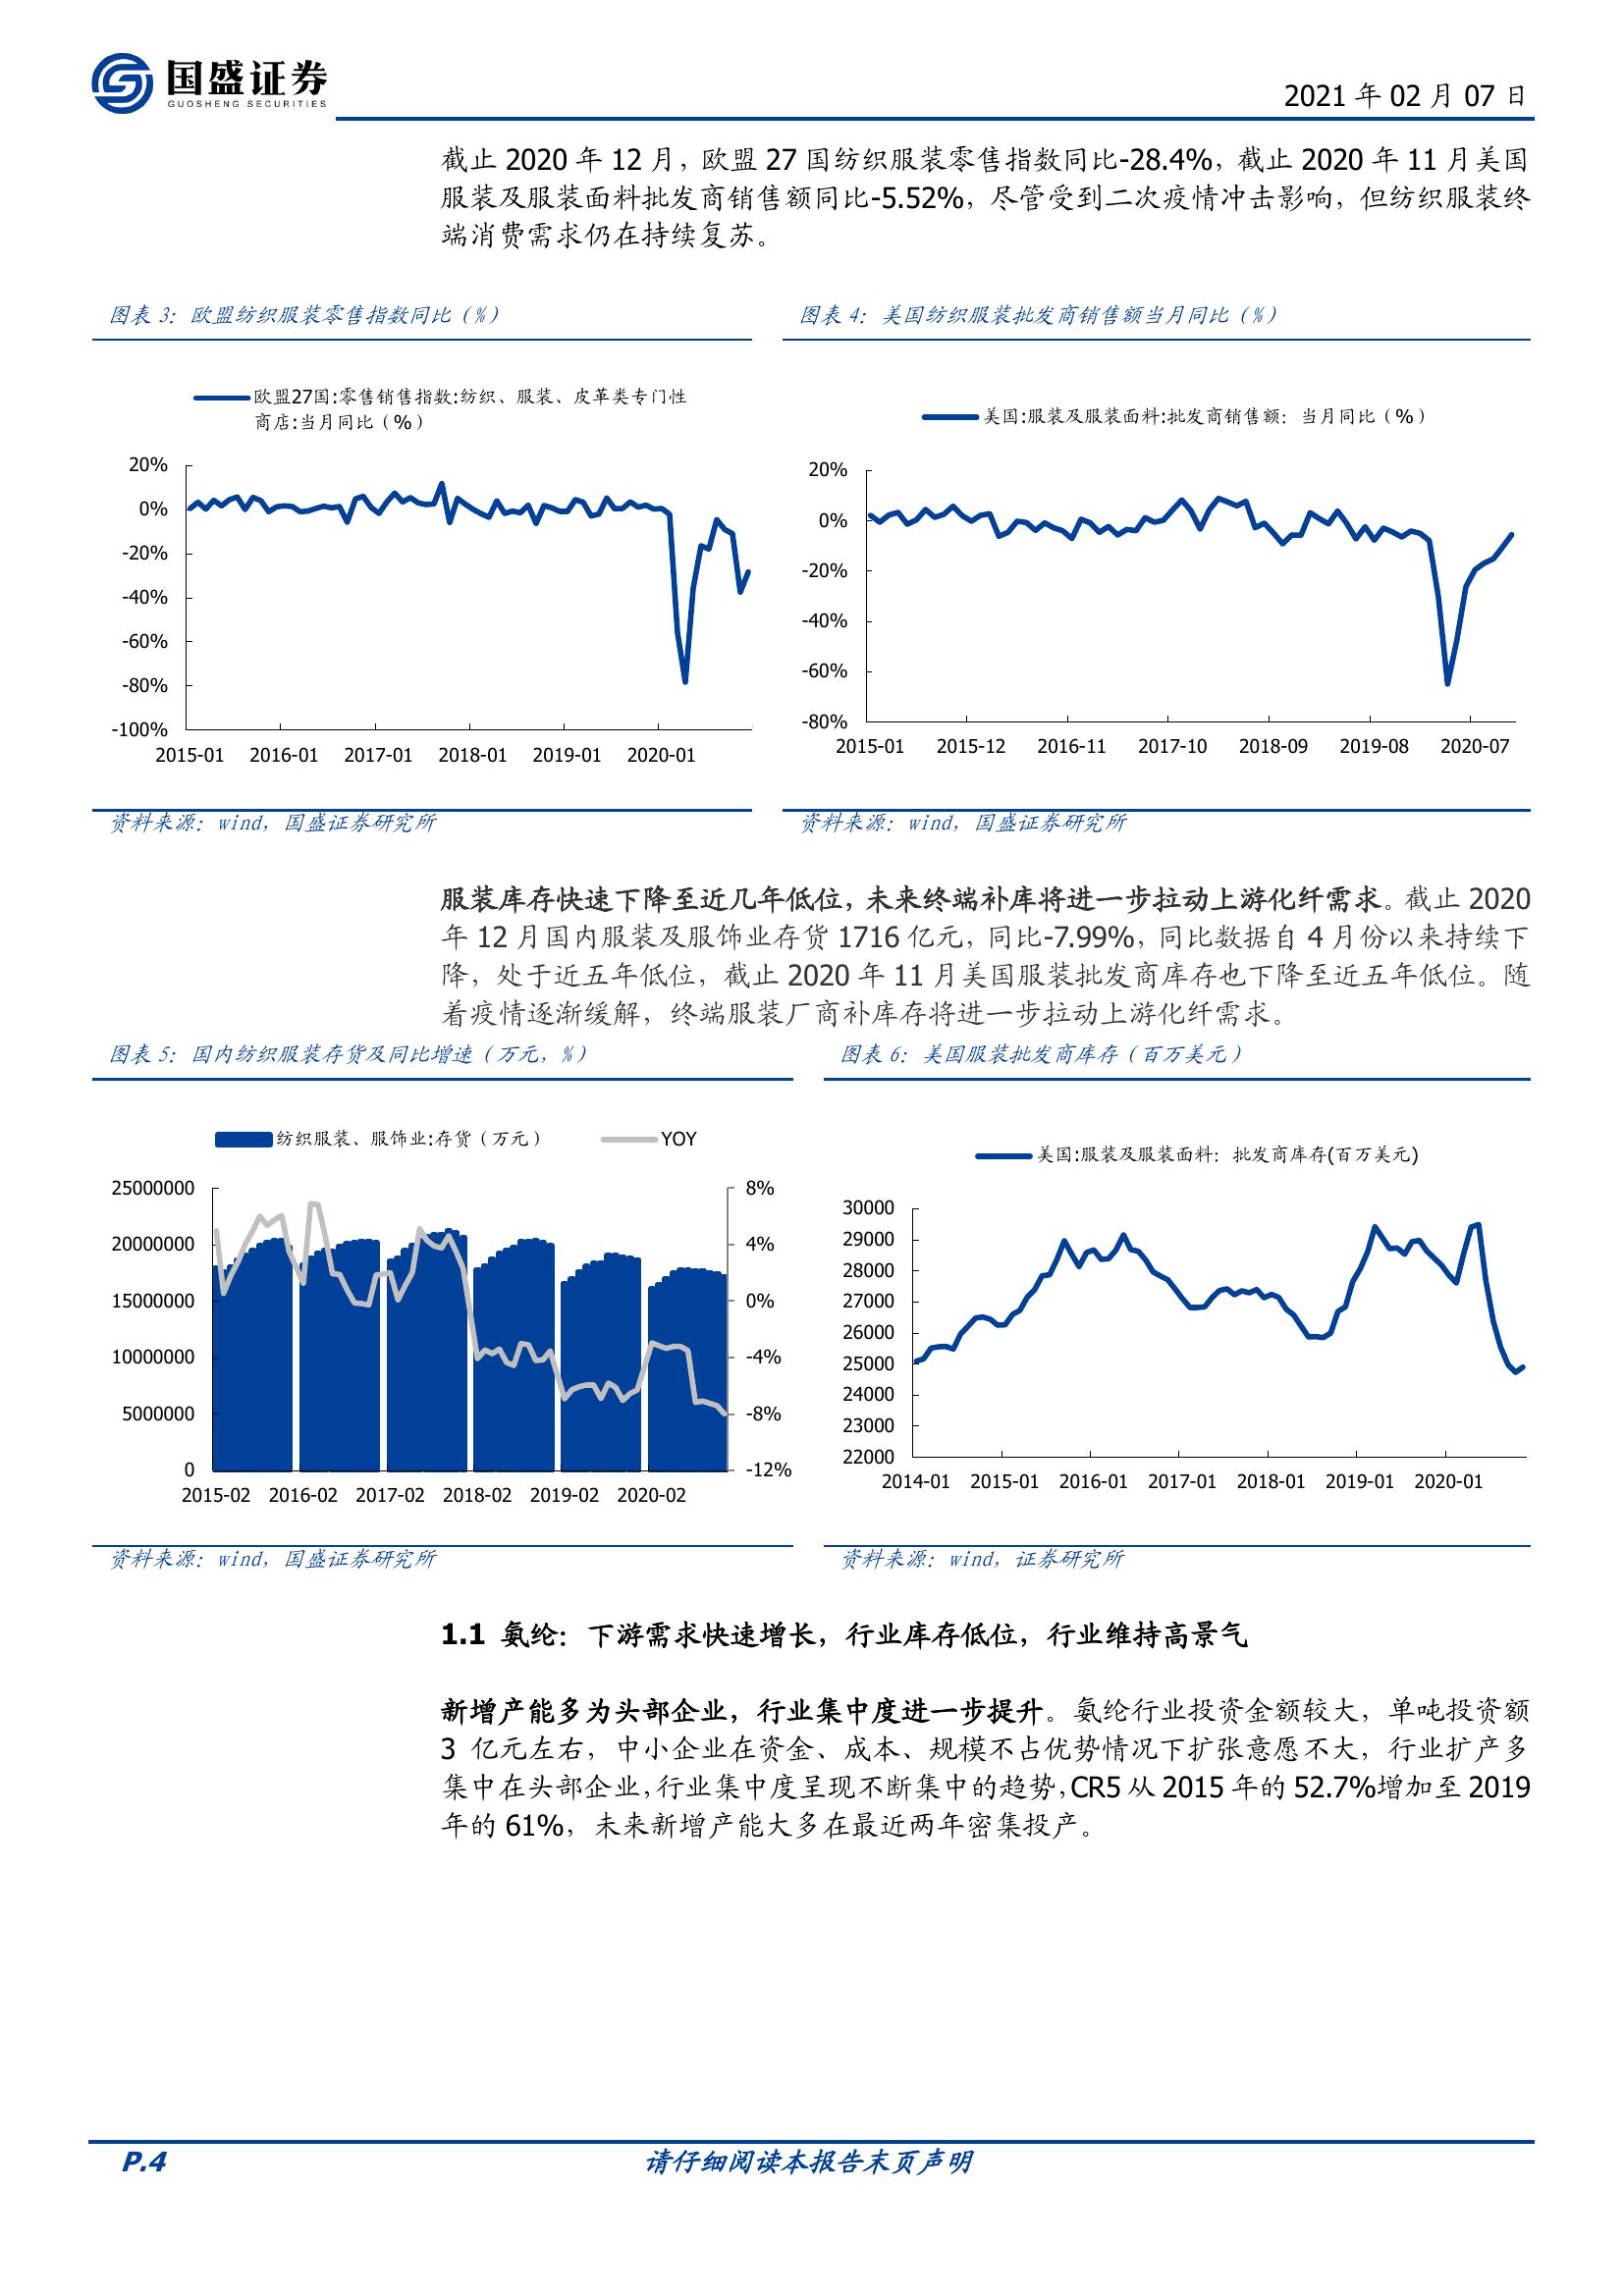 国盛证券
GUOSHENG SECURITIES
2021 年 02 月 07 日
截止 2020 年 12 月，欧盟 27 国纺织服装零售指数同比-28.4%，截止 2020 年 11 月美国
服装及服装面料批发商销售额同比-5.52%，尽管受到二次疫情冲击影响，但纺织服装终
端消费需求仍在持续复苏。
图表 3：欧盟纺织服装零售指数同比（%）
欧盟27国:零售销售指数:纺织、服装、皮革类专门性
商店:当月同比（%）
20%
0%
-20%
-40%
-60%
-80%
-100%
2015-01 2016-01 2017-01 2018-01 2019-01 2020-01
资料来源：wind，国盛证券研究所
图表 4：美国纺织服装批发商销售额当月同比（%）
美国:服装及服装面料:批发商销售额：当月同比（%）
20%
0%
-20%
-40%
-60%
-80%
2015-01 2015-12 2016-11 2017-10 2018-09 2019-08 2020-07
资料来源：wind，国盛证券研究所
服装库存快速下降至近几年低位，未来终端补库将进一步拉动上游化纤需求。截止 2020
年 12 月国内服装及服饰业存货 1716 亿元，同比-7.99%，同比数据自 4 月份以来持续下
降，处于近五年低位，截止 2020 年 11 月美国服装批发商库存也下降至近五年低位。随
着疫情逐渐缓解，终端服装厂商补库存将进一步拉动上游化纤需求。
图表 5：国内纺织服装存货及同比增速（万元，%）
纺织服装、服饰业:存货（万元） YOY
25000000
20000000
15000000
10000000
5000000
0
8%
4%
0%
-4%
-8%
-12%
2015-02 2016-02 2017-02 2018-02 2019-02 2020-02
资料来源：wind，国盛证券研究所
图表 6：美国服装批发商库存（百万美元）
美国:服装及服装面料：批发商库存(百万美元)
30000
29000
28000
27000
26000
25000
24000
23000
22000
2014-01 2015-01 2016-01 2017-01 2018-01 2019-01 2020-01
资料来源：wind，证券研究所
1.1 氨纶：下游需求快速增长，行业库存低位，行业维持高景气
新增产能多为头部企业，行业集中度进一步提升。氨纶行业投资金额较大，单吨投资额
3 亿元左右，中小企业在资金、成本、规模不占优势情况下扩张意愿不大，行业扩产多
集中在头部企业，行业集中度呈现不断集中的趋势，CR5 从 2015 年的 52.7%增加至 2019
年的 61%，未来新增产能大多在最近两年密集投产。
P.4
请仔细阅读本报告末页声明